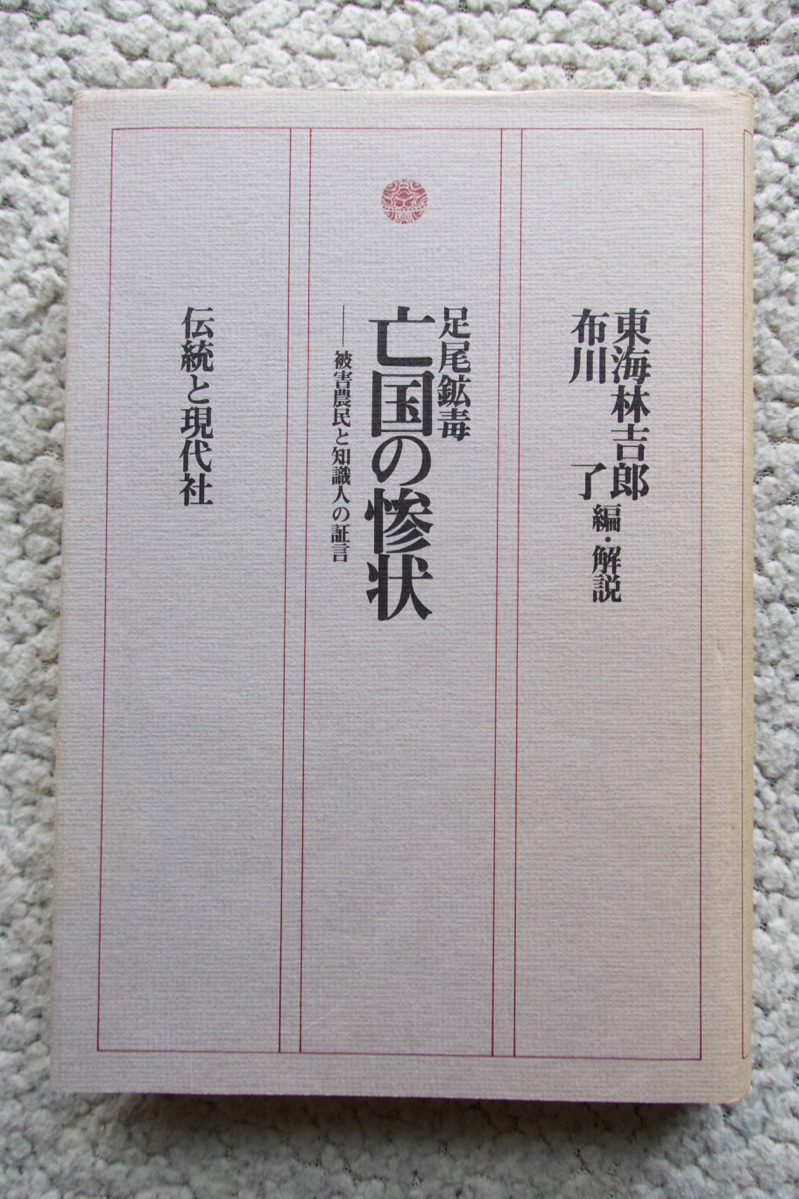 東海林吉郎
布川 了
編・解説
足尾鉱毒
亡国の惨状
——被害農民と知識人の証言
伝統と現代社